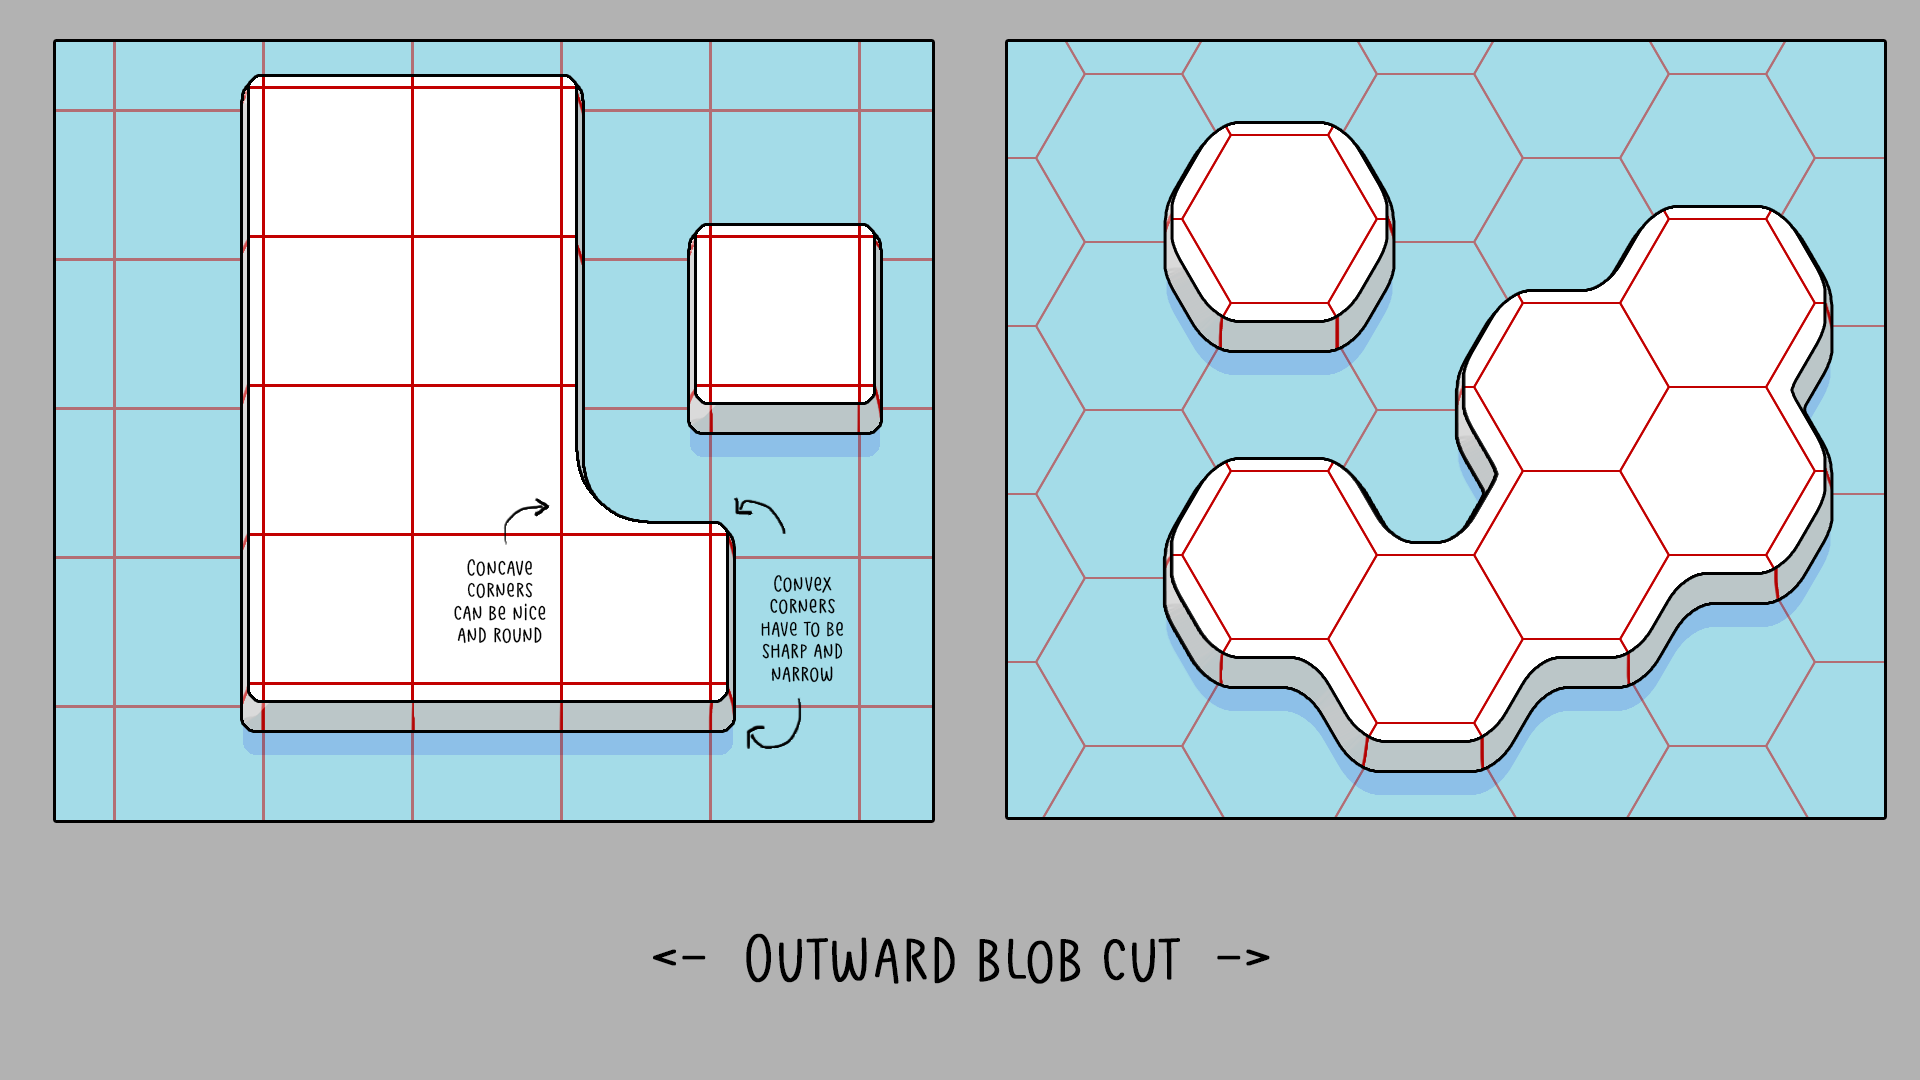 CONCAVE
CORNERS
CAN BE NICE
AND ROUND
CONVEX
CORNERS
HAVE TO BE
SHARP AND
NARROW
<- OUTWARD BLOB CUT ->